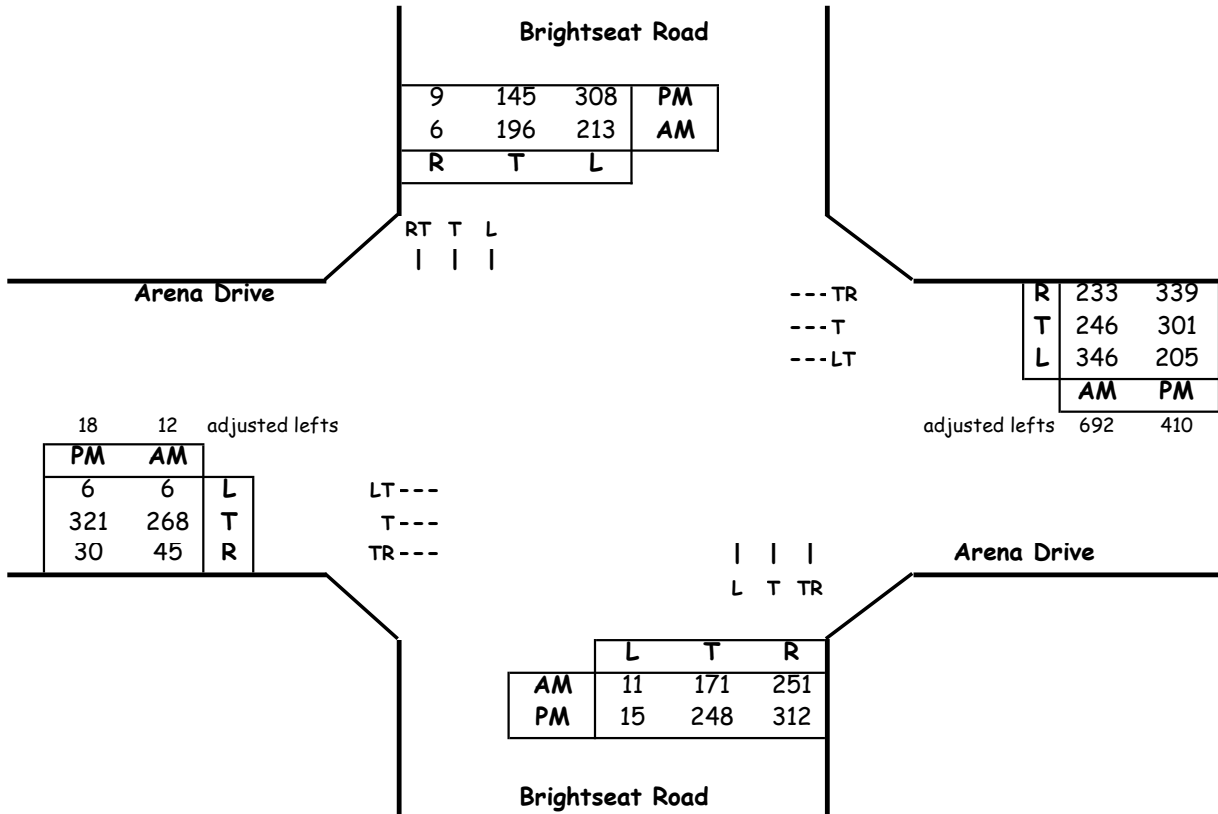 Brightseat Road
9 145 308 PM
6 196 213 AM
R T L
RT T L
Arena Drive
TR
T
LT
R 233 339
T 246 301
L 346 205
AM PM
adjusted lefts 692 410
18 12 adjusted lefts
PM AM
6 6 L
321 268 T
30 45 R
LT
T
TR
Arena Drive
L T TR
L T R
AM 11 171 251
PM 15 248 312
Brightseat Road